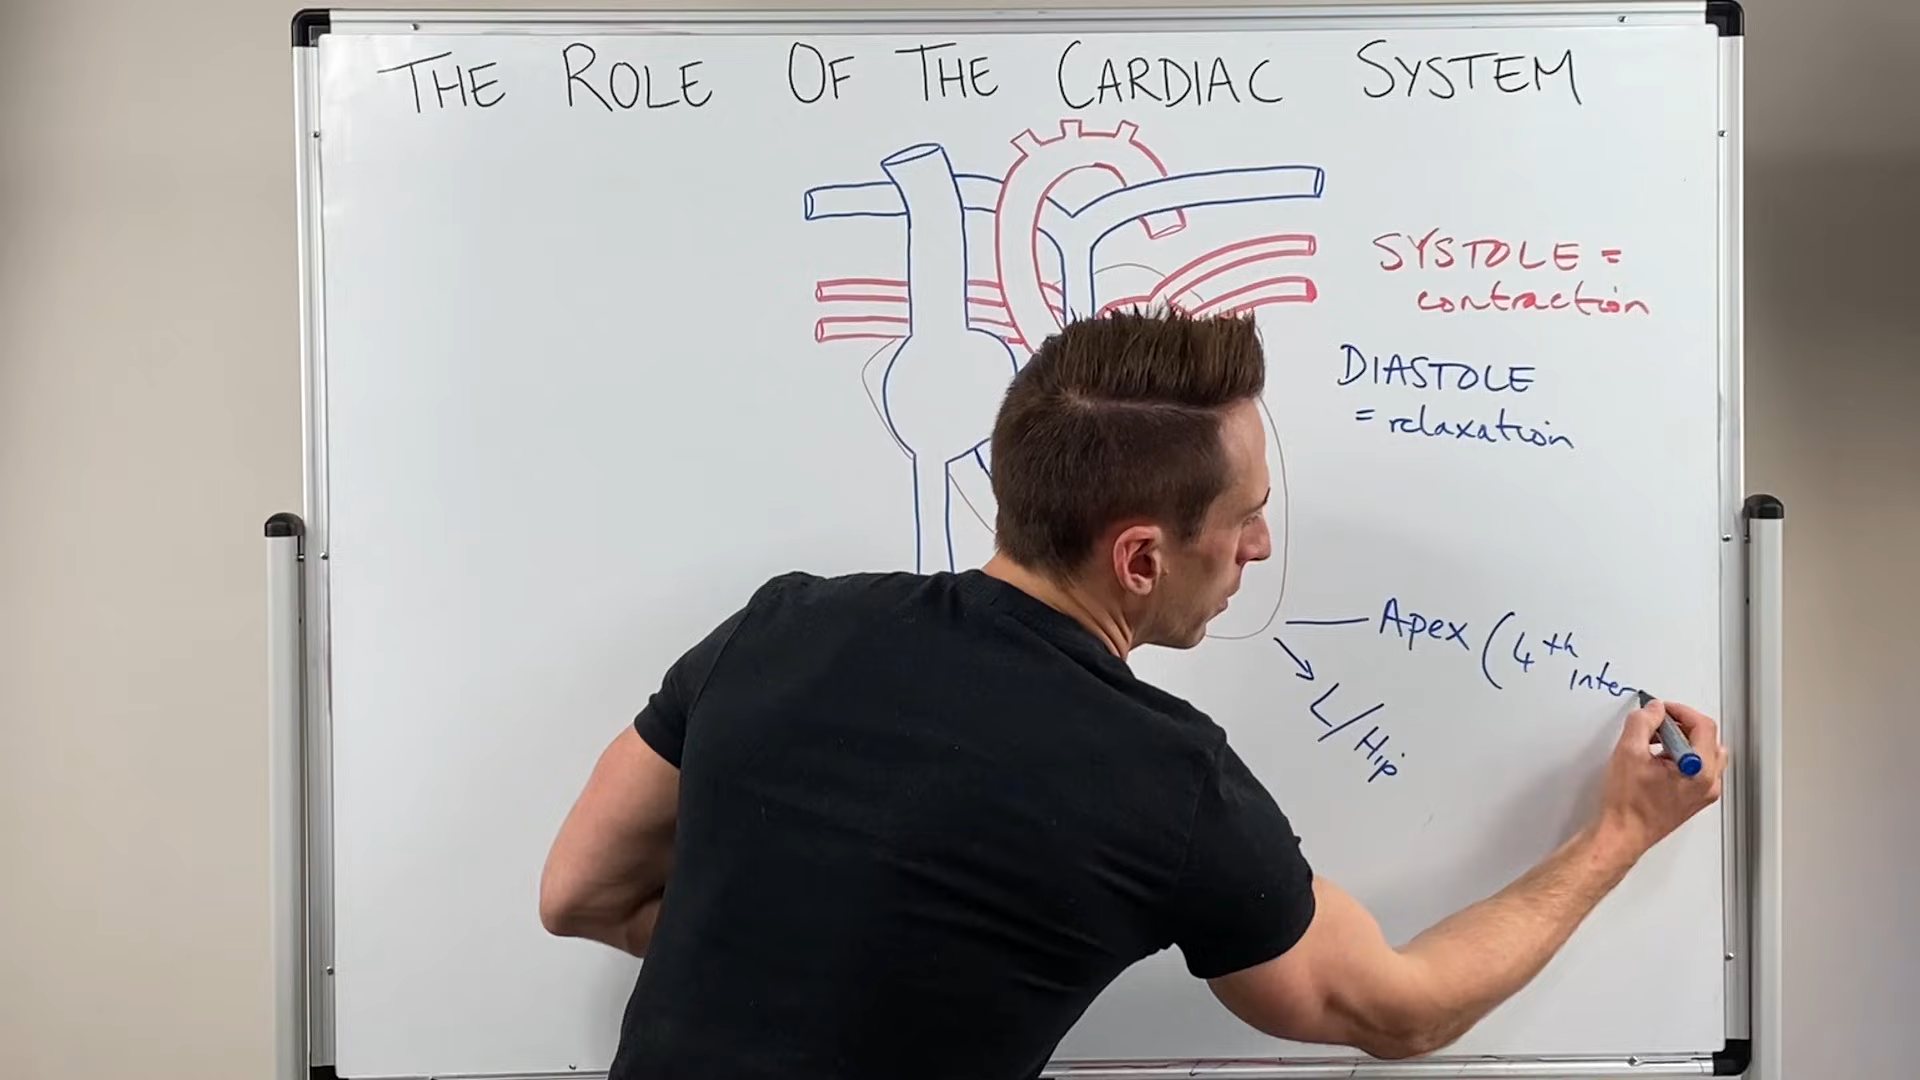 THE ROLE OF THE CARDIAC SYSTEM
SYSTOLE =
contraction
DIASTOLE
= relaxation
Apex (4th
inter
L/Hip